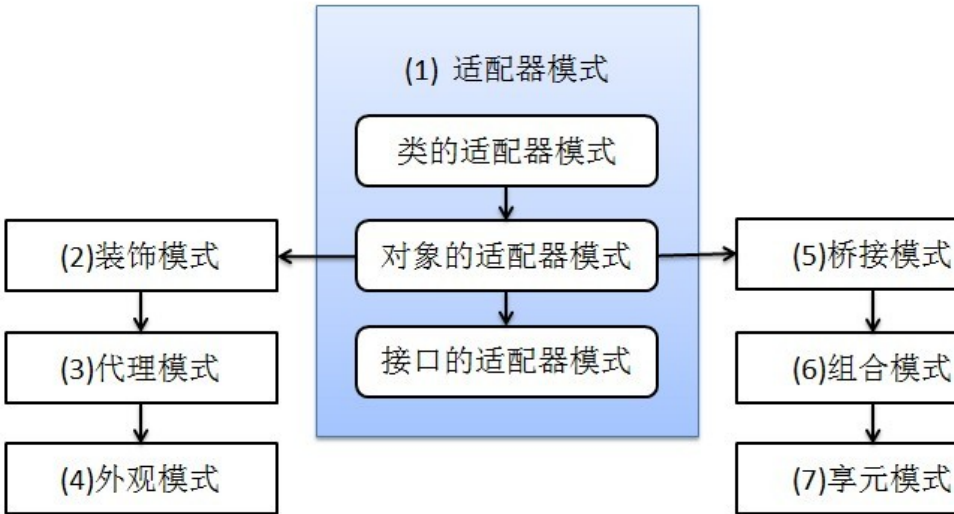 (1) 适配器模式
类的适配器模式
(2)装饰模式
对象的适配器模式
(5)桥接模式
(3)代理模式
接口的适配器模式
(6)组合模式
(4)外观模式
(7)享元模式